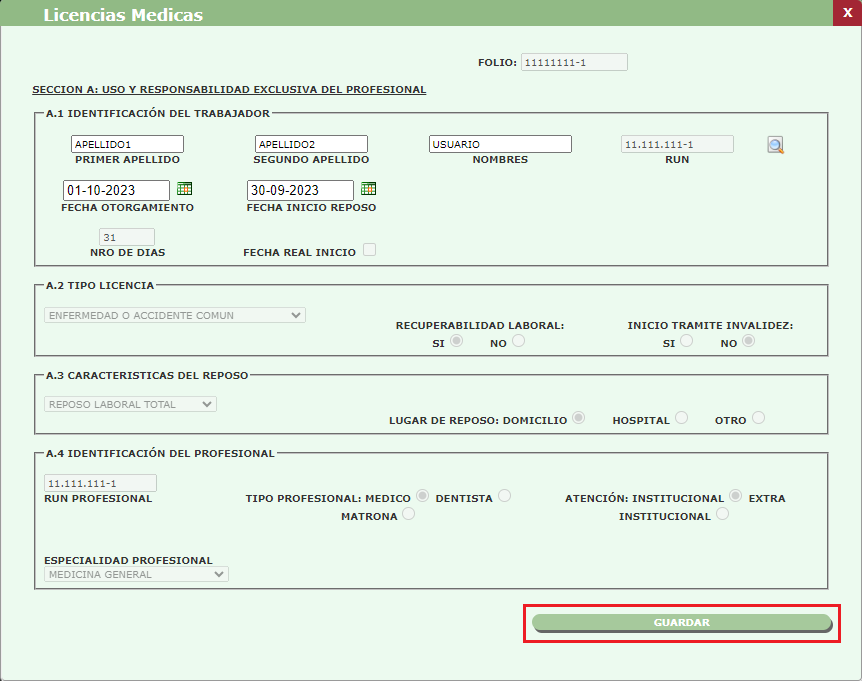 Licencias Medicas
X
FOLIO: 11111111-1
SECCION A: USO Y RESPONSABILIDAD EXCLUSIVA DEL PROFESIONAL
A.1 IDENTIFICACIÓN DEL TRABAJADOR
APELLIDO1 APELLIDO2 USUARIO 11.111.111-1
PRIMER APELLIDO SEGUNDO APELLIDO NOMBRES RUN
01-10-2023 30-09-2023
FECHA OTORGAMIENTO FECHA INICIO REPOSO
31
NRO DE DIAS FECHA REAL INICIO
A.2 TIPO LICENCIA
ENFERMEDAD O ACCIDENTE COMUN
RECUPERABILIDAD LABORAL: INICIO TRAMITE INVALIDEZ:
SI NO SI NO
A.3 CARACTERISTICAS DEL REPOSO
REPOSO LABORAL TOTAL
LUGAR DE REPOSO: DOMICILIO HOSPITAL OTRO
A.4 IDENTIFICACIÓN DEL PROFESIONAL
11.111.111-1
RUN PROFESIONAL TIPO PROFESIONAL: MEDICO DENTISTA ATENCIÓN: INSTITUCIONAL EXTRA
MATRONA INSTITUCIONAL
ESPECIALIDAD PROFESIONAL
MEDICINA GENERAL
GUARDAR